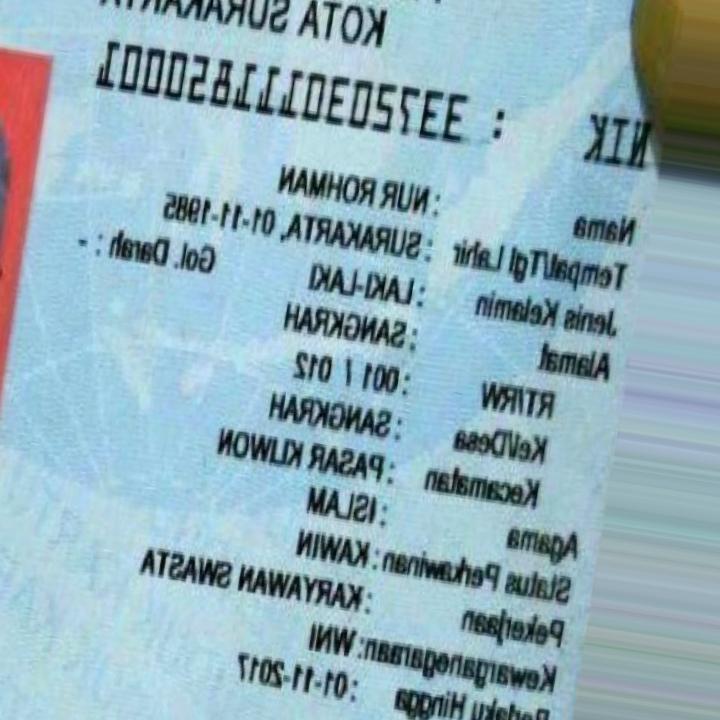 KOTA SURAKARTA
NIK : 3372030111850001
Nama : NUR ROHMAN
Tempat/Tgl Lahir : SURAKARTA, 01-11-1985
Jenis Kelamin : LAKI-LAKI Gol. Darah : -
Alamat : SANGKRAH
RT/RW : 001 / 012
Kel/Desa : SANGKRAH
Kecamatan : PASAR KLIWON
Agama : ISLAM
Status Perkawinan : KAWIN
Pekerjaan : KARYAWAN SWASTA
Kewarganegaraan : WNI
Berlaku Hingga : 01-11-2017